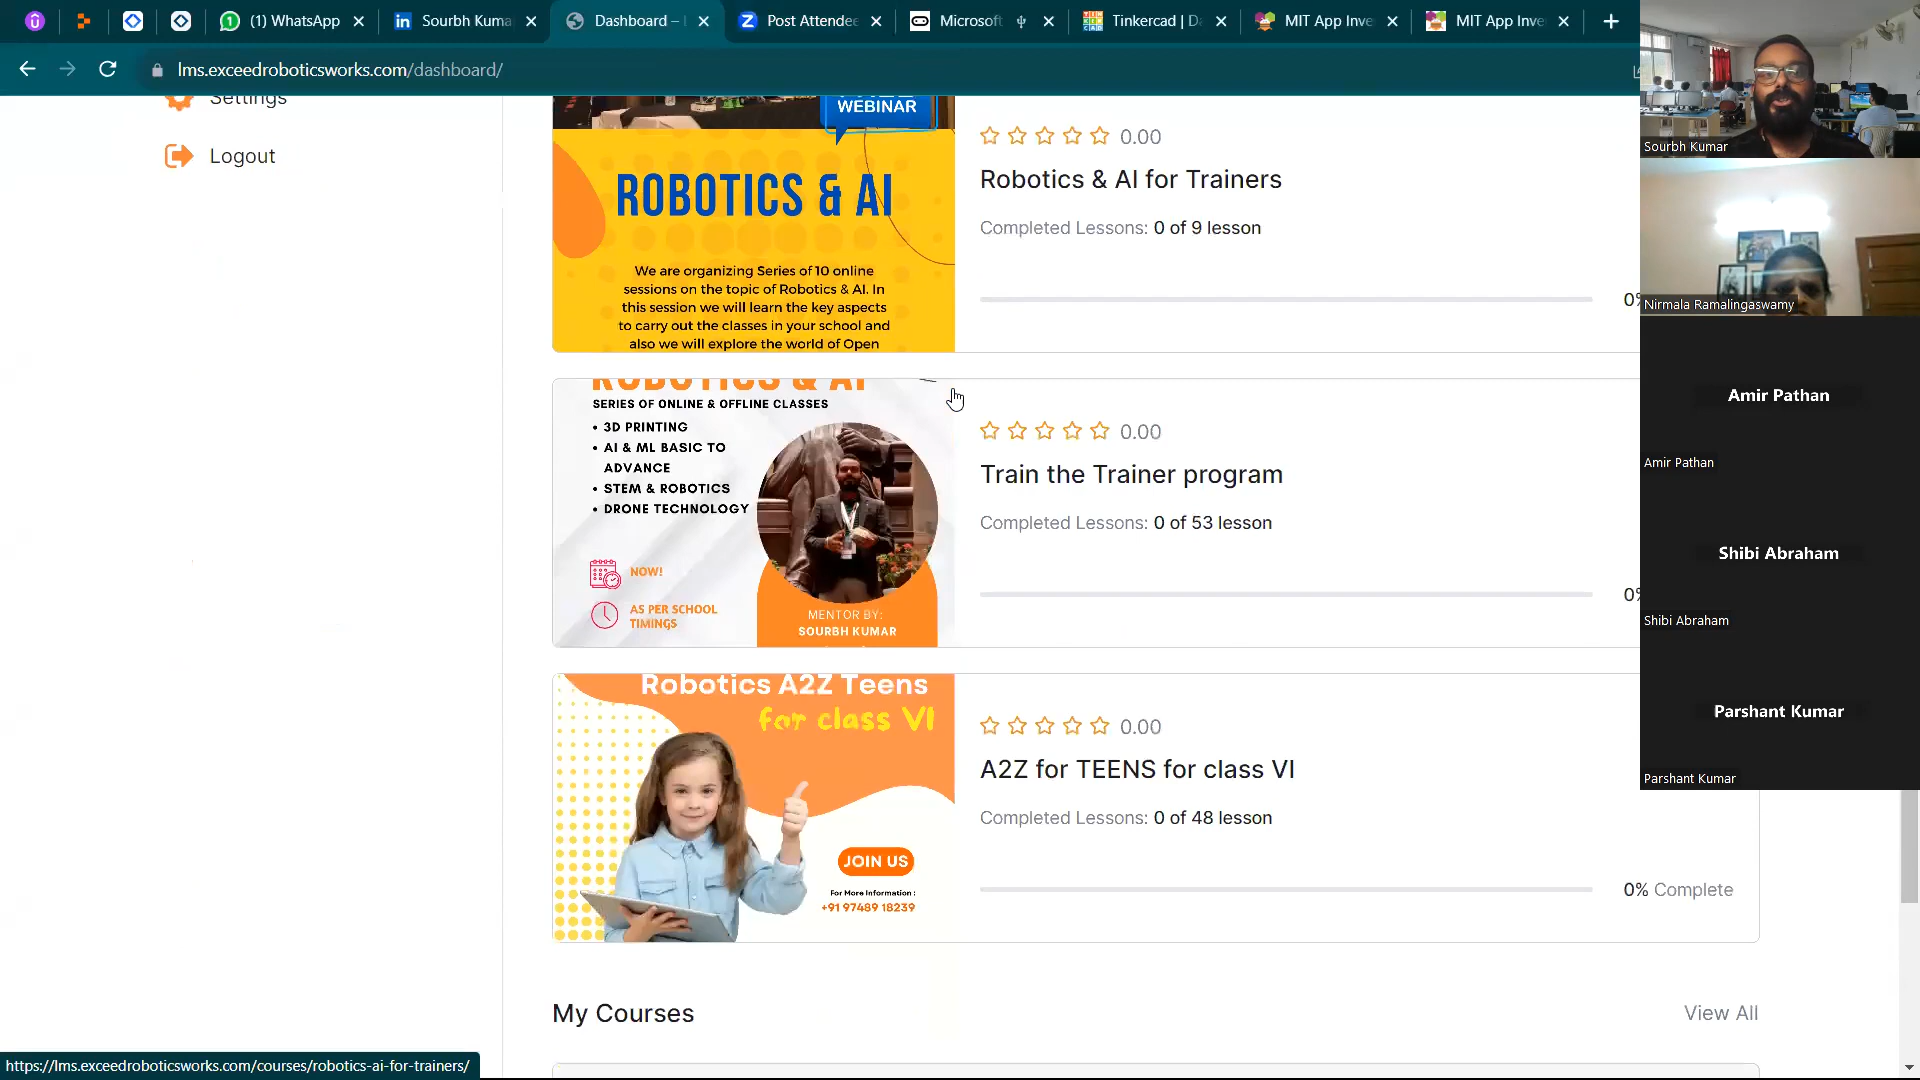 (1) WhatsApp
Sourbh Kuma
Dashboard –
Post Attende
Microsoft
Tinkercad | D
MIT App Inve
MIT App Inve
lms.exceedroboticsworks.com/dashboard/
Settings
Logout
WEBINAR
ROBOTICS & AI
We are organizing Series of 10 online
sessions on the topic of Robotics & AI. In
this session we will learn the key aspects
to carry out the classes in your school and
also we will explore the world of Open
0.00
Robotics & AI for Trainers
Completed Lessons: 0 of 9 lesson
0%
ROBOTICS & AI
SERIES OF ONLINE & OFFLINE CLASSES
• 3D PRINTING
• AI & ML BASIC TO
ADVANCE
• STEM & ROBOTICS
• DRONE TECHNOLOGY
NOW!
AS PER SCHOOL
TIMINGS
MENTOR BY:
SOURBH KUMAR
0.00
Train the Trainer program
Completed Lessons: 0 of 53 lesson
0%
Robotics A2Z Teens
for class VI
JOIN US
For More Information :
+91 97489 18239
0.00
A2Z for TEENS for class VI
Completed Lessons: 0 of 48 lesson
0% Complete
My Courses
View All
https://lms.exceedroboticsworks.com/courses/robotics-ai-for-trainers/
Sourbh Kumar
Nirmala Ramalingaswamy
Amir Pathan
Amir Pathan
Shibi Abraham
Shibi Abraham
Parshant Kumar
Parshant Kumar